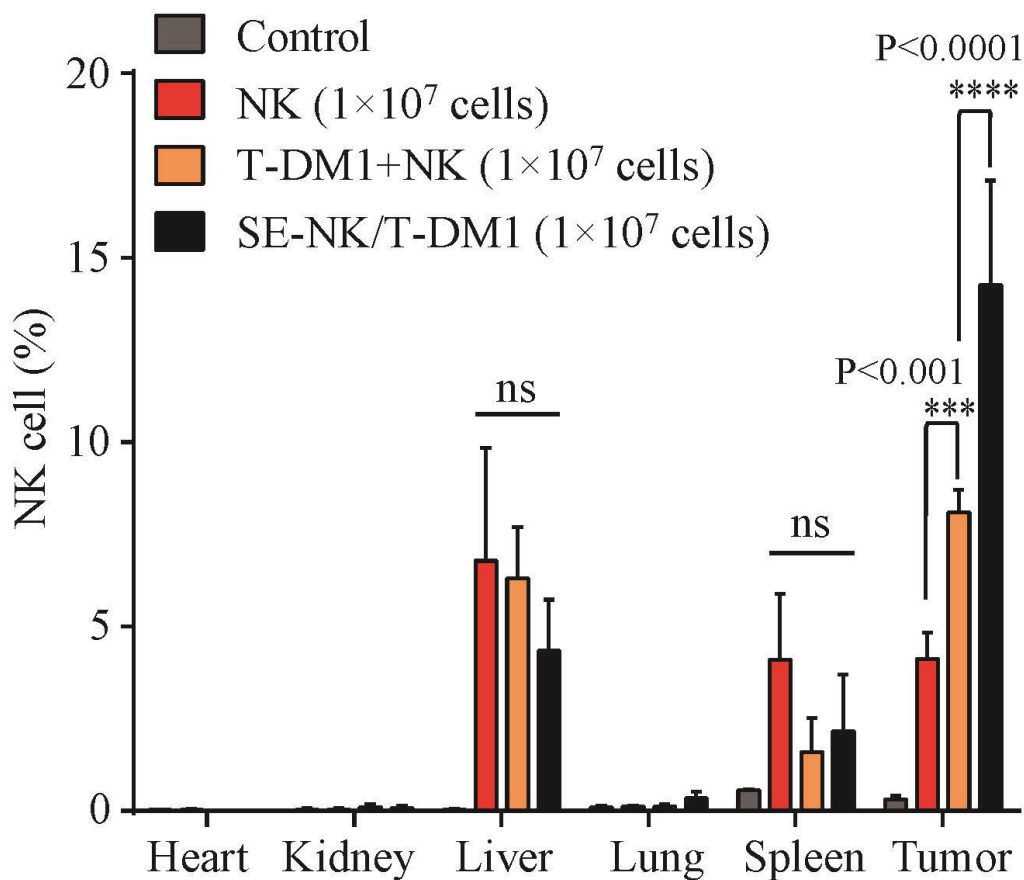 Control
NK (1×10⁷ cells)
T-DM1+NK (1×10⁷ cells)
SE-NK/T-DM1 (1×10⁷ cells)
P<0.0001
****
P<0.001
***
ns
ns
NK cell (%)
20
15
10
5
0
Heart Kidney Liver Lung Spleen Tumor